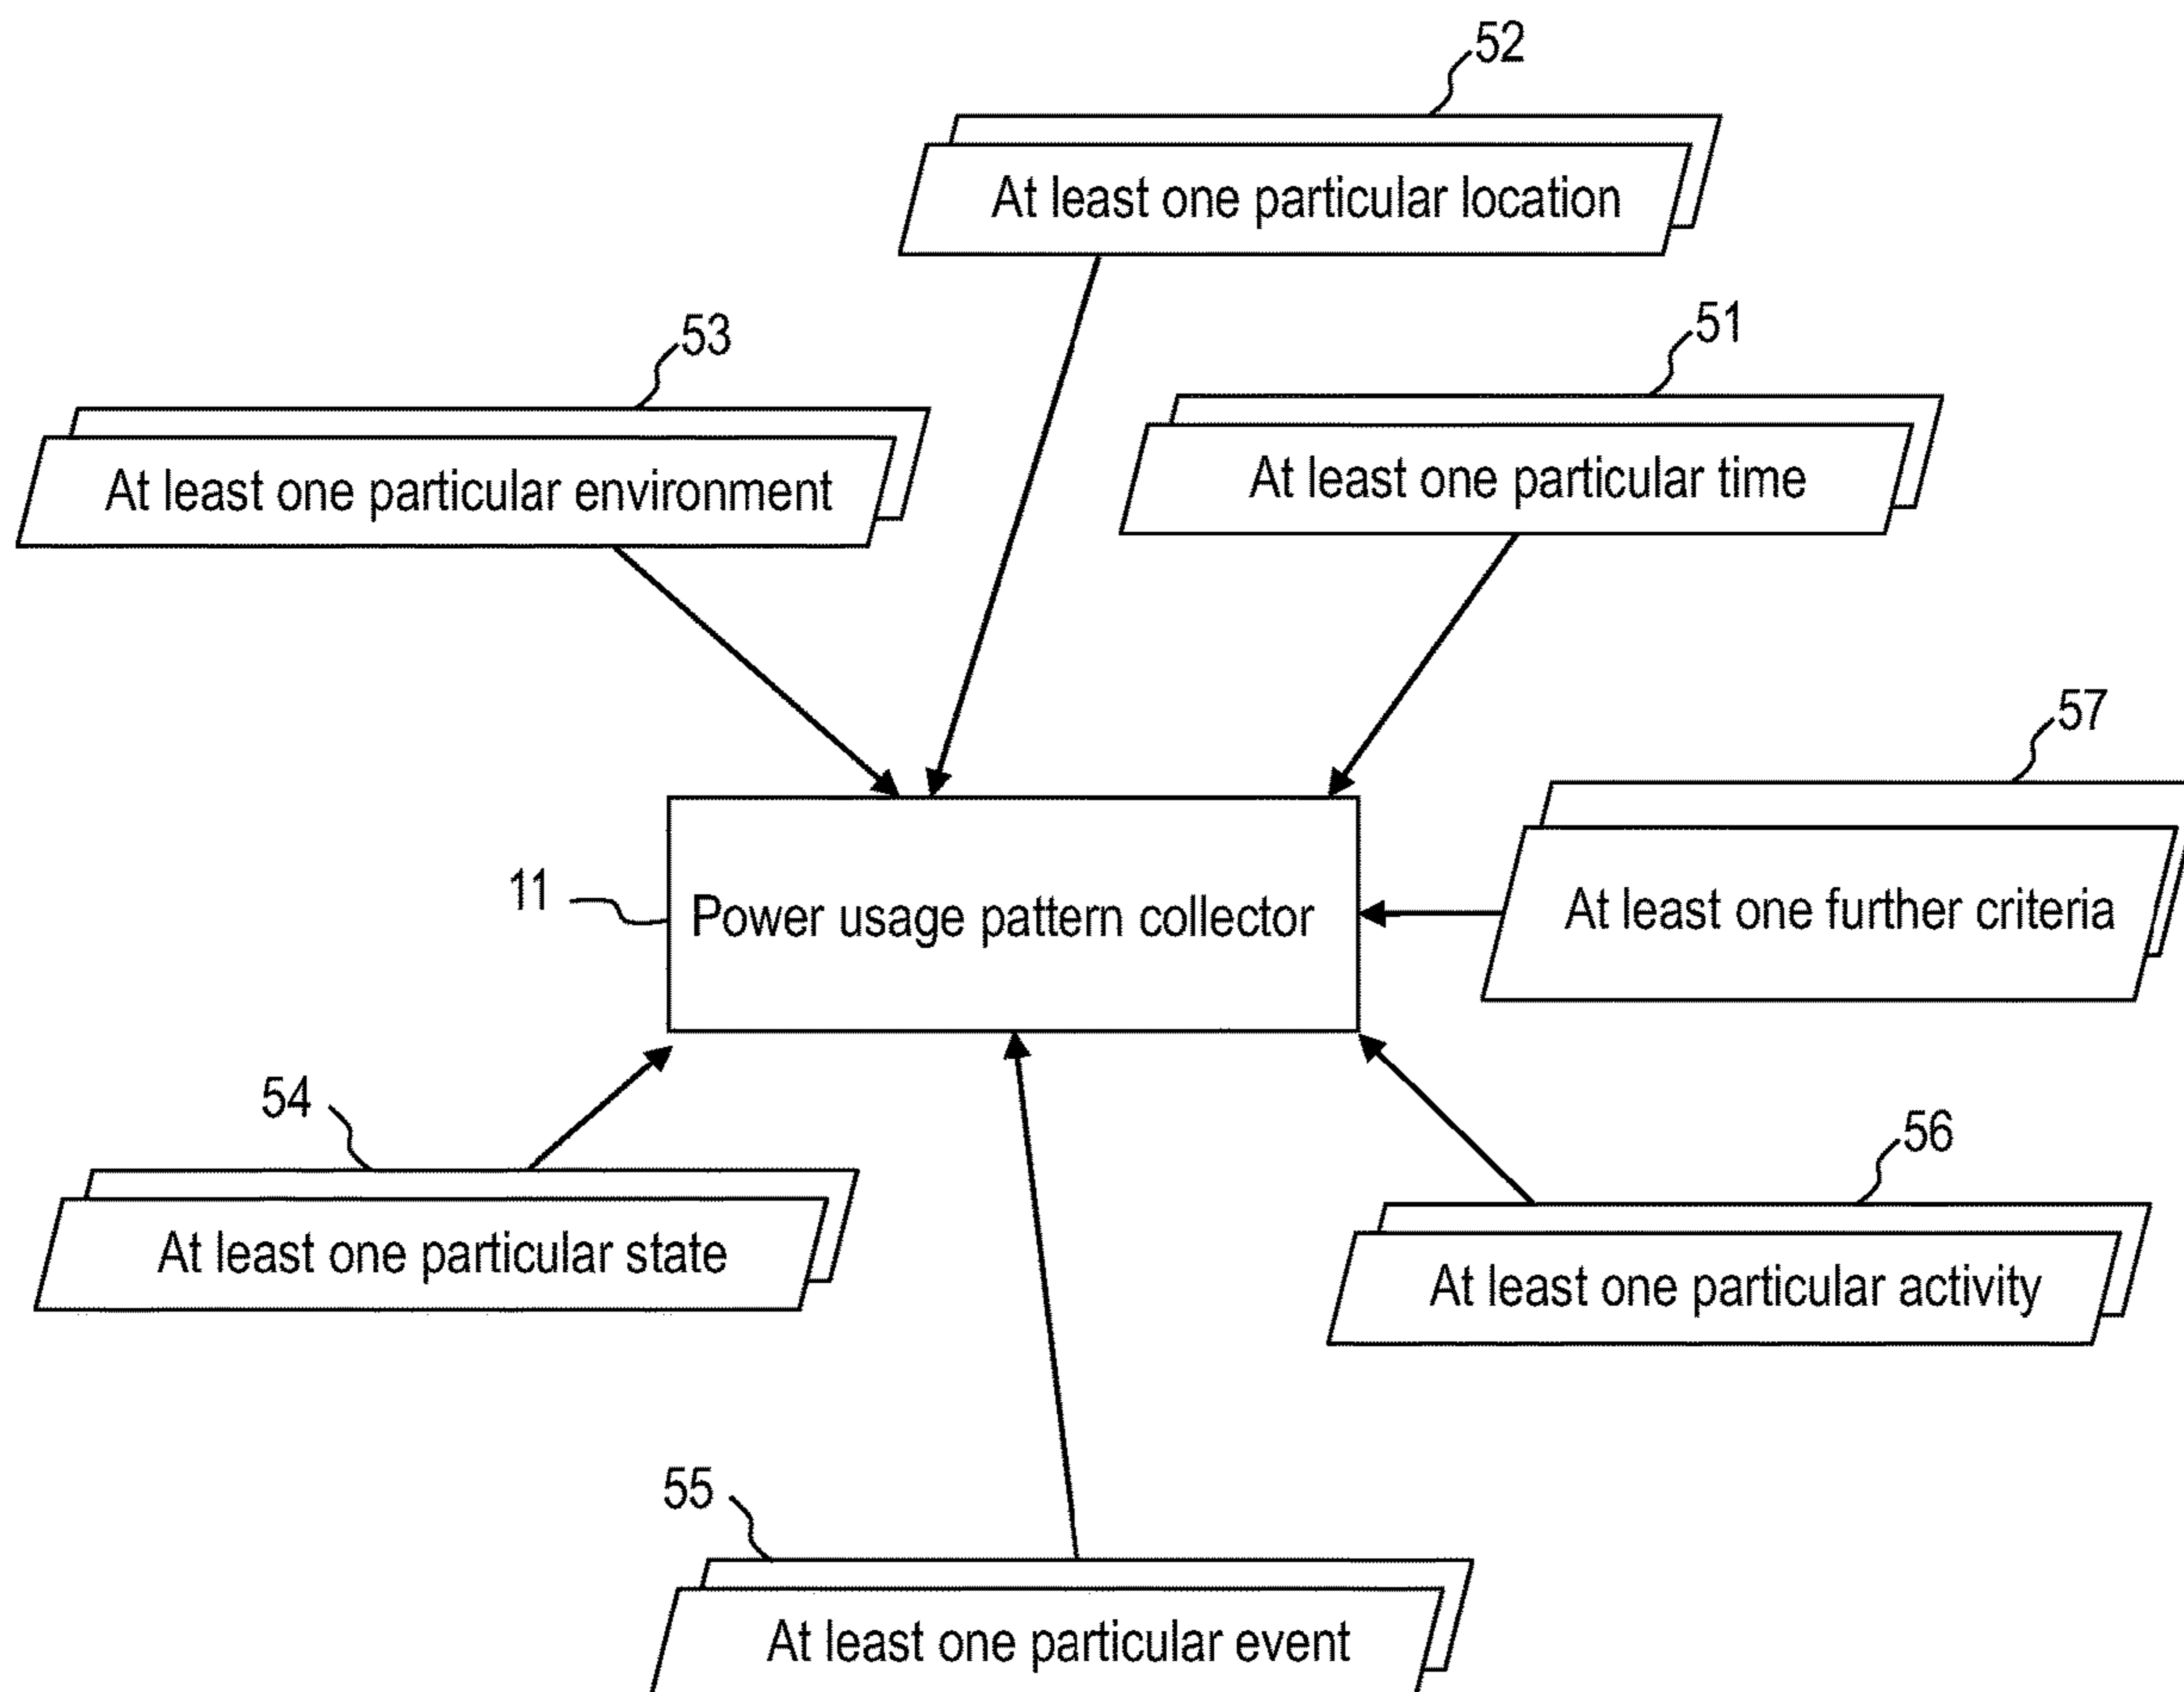 52
At least one particular location
53
51
At least one particular environment
At least one particular time
57
11
Power usage pattern collector
At least one further criteria
54
56
At least one particular state
At least one particular activity
55
At least one particular event